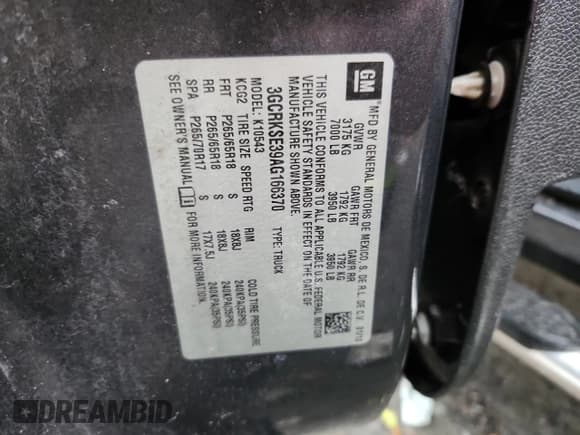 GM
MFD BY GENERAL MOTORS DE MEXICO, S. DE R.L. DE C.V. 01/10
GVWR GAWR FRT GAWR RR
3175 KG 1792 KG 1792 KG
7000 LB 3950 LB 3950 LB
THIS VEHICLE CONFORMS TO ALL APPLICABLE U.S. FEDERAL MOTOR
VEHICLE SAFETY STANDARDS IN EFFECT ON THE DATE OF
MANUFACTURE SHOWN ABOVE.
3GCRKSE39AG166370 TYPE: TRUCK
MODEL: K10543
KCG2 TIRE SIZE SPEED RTG RIM COLD TIRE PRESSURE
FRT P265/65R18 S 18X8J 240KPA(35PSI)
RR P265/65R18 S 18X8J 240KPA(35PSI)
SPA P265/70R17 S 17X7.5J 240KPA(35PSI)
SEE OWNER'S MANUAL FOR MORE INFORMATION.
DREAMBID